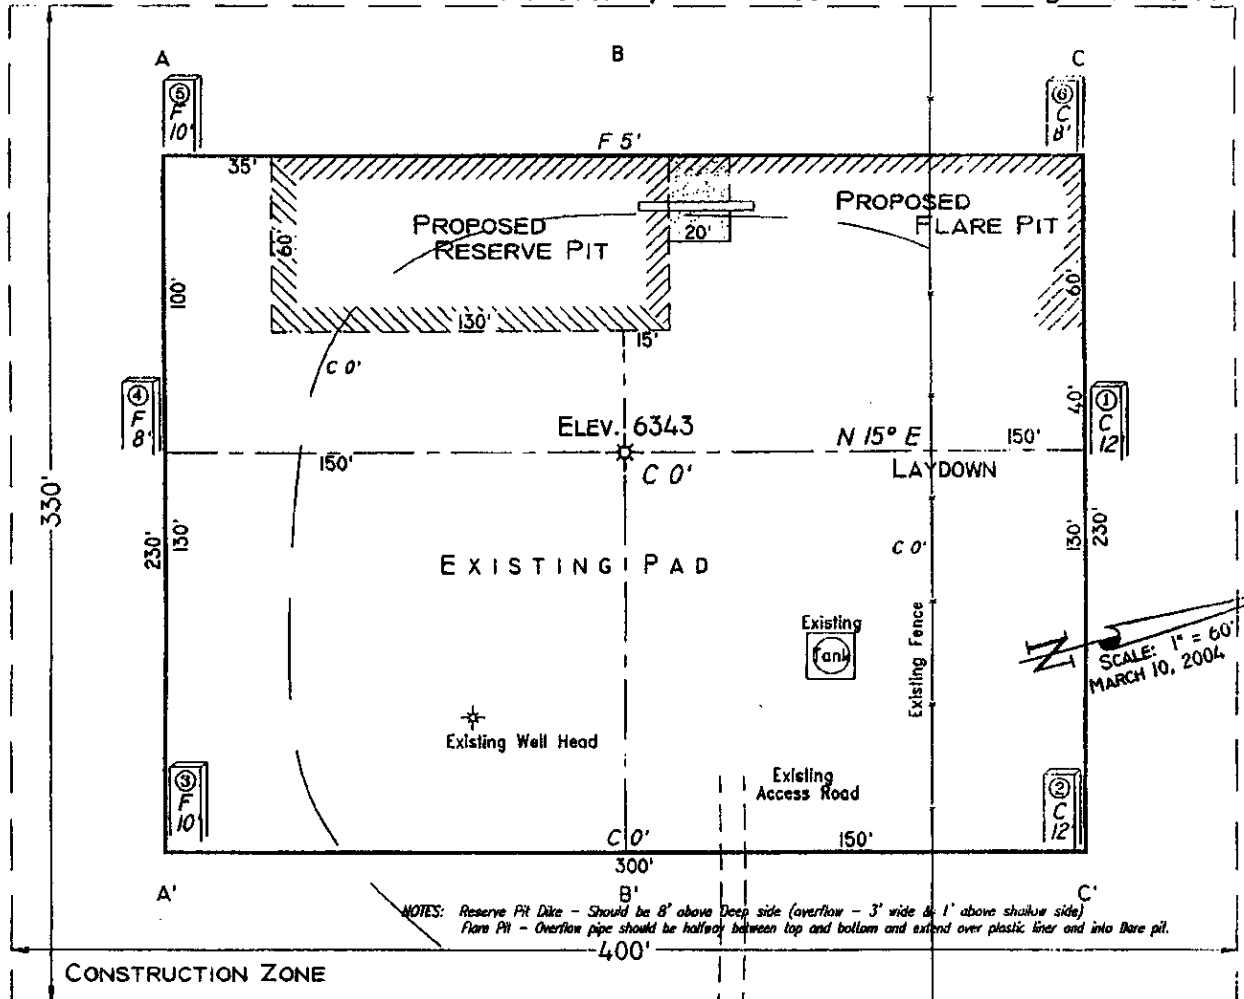 A
B
C
⑤
F
10'
⑥
C
8'
F 5'
35'
PROPOSED
RESERVE PIT
PROPOSED
FLARE PIT
20'
60'
60'
100'
130'
15'
C 0'
④
F
8'
①
C
12'
40'
ELEV. 6343
N 15° E
150'
150'
C 0'
LAYDOWN
330'
230'
130'
130'
230'
C 0'
EXISTING PAD
Existing
Tank
Existing Fence
N
SCALE: 1" = 60'
MARCH 10, 2004
Existing Well Head
③
F
10'
Existing
Access Road
②
C
12'
C 0'
150'
300'
A'
B'
C'
NOTES: Reserve Pit Dike - Should be 8' above Deep side (overflow - 3' wide & 1' above shallow side)
Flare Pit - Overflow pipe should be halfway between top and bottom and extend over plastic liner and into flare pit.
400'
CONSTRUCTION ZONE